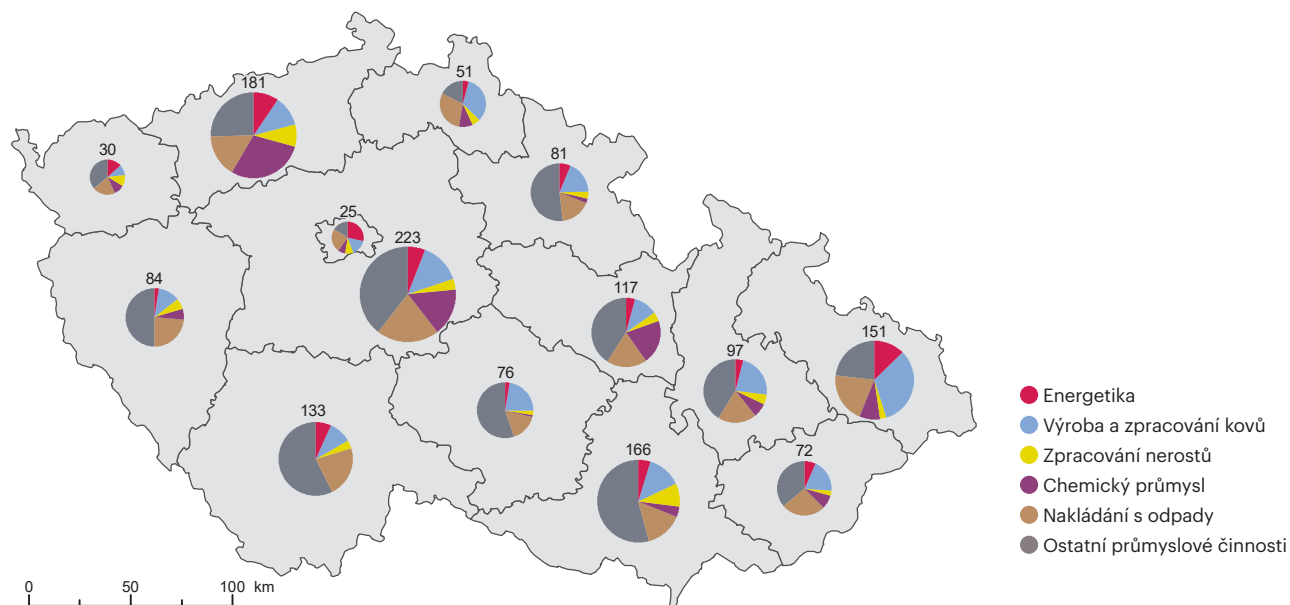 181
51
30
81
25
223
84
117
151
97
76
133
166
72
Energetika
Výroba a zpracování kovů
Zpracování nerostů
Chemický průmysl
Nakládání s odpady
Ostatní průmyslové činnosti
0 50 100 km